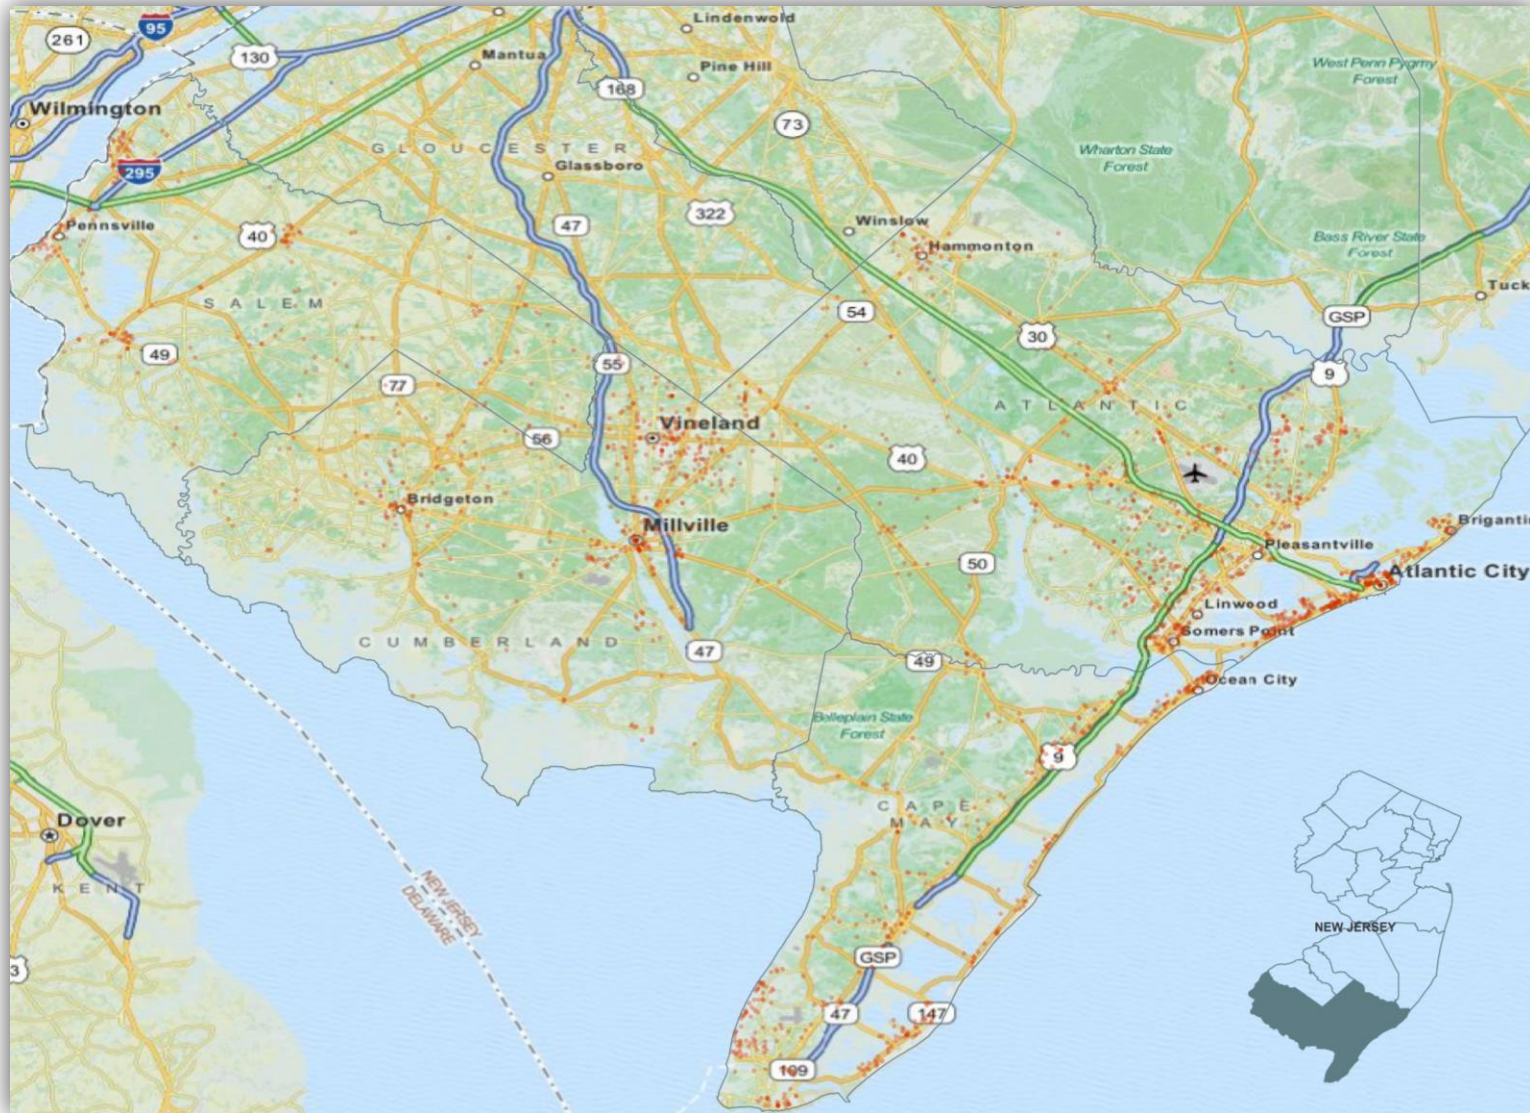 95
Lindenwold
261
130
Mantua
Pine Hill
West Penn Pygmy
Forest
168
Wilmington
73
GLOUCESTER
Wharton State
Forest
Glassboro
295
322
Winslow
Pennsville
40
47
Hammonton
Bass River State
Forest
Tuck
SALEM
54
GSP
30
49
55
9
77
ATLANTIC
Vineland
56
40
Bridgeton
Millville
Brigantin
Pleasantville
50
Atlantic City
Linwood
Somers Point
CUMBERLAND
47
49
Ocean City
Belleplain State
Forest
9
CAPE
MAY
Dover
KENT
NEW JERSEY
DELAWARE
NEW JERSEY
GSP
3
47
147
109